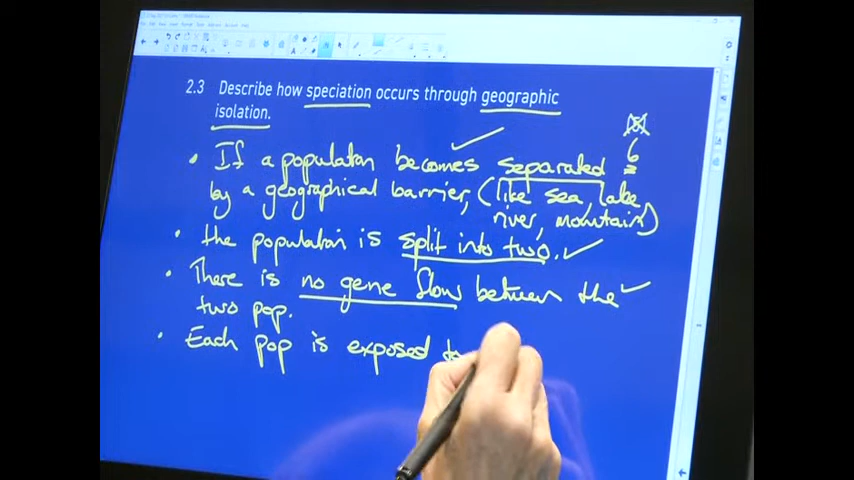 2.3 Describe how speciation occurs through geographic
isolation.
If a population becomes separated 6
by a geographical barrier, (like sea, lake,
river, mountain)
the population is split into two.
There is no gene flow between the
two pop.
Each pop is exposed to